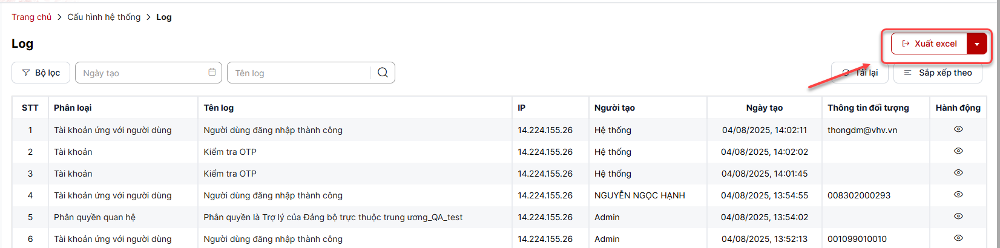 Trang chủ > Cấu hình hệ thống > Log
Log
Xuất excel
Bộ lọc Ngày tạo Tên log Tải lại Sắp xếp theo
STT Phân loại Tên log IP Người tạo Ngày tạo Thông tin đối tượng Hành động
1 Tài khoản ứng với người dùng Người dùng đăng nhập thành công 14.224.155.26 Hệ thống 04/08/2025, 14:02:11 thongdm@vhv.vn
2 Tài khoản Kiểm tra OTP 14.224.155.26 Hệ thống 04/08/2025, 14:02:02
3 Tài khoản Kiểm tra OTP 14.224.155.26 Hệ thống 04/08/2025, 14:01:45
4 Tài khoản ứng với người dùng Người dùng đăng nhập thành công 14.224.155.26 NGUYỄN NGỌC HẠNH 04/08/2025, 13:54:55 008302000293
5 Phân quyền quan hệ Phân quyền là Trợ lý của Đảng bộ trực thuộc trung ương_QA_test 14.224.155.26 Admin 04/08/2025, 13:54:02
6 Tài khoản ứng với người dùng Người dùng đăng nhập thành công 14.224.155.26 Admin 04/08/2025, 13:52:13 001099010010